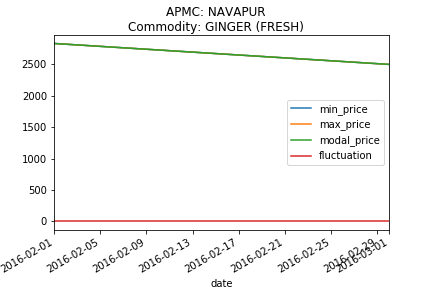 APMC: NAVAPUR
Commodity: GINGER (FRESH)
2500
2000
1500
1000
500
0
min_price
max_price
modal_price
fluctuation
2016-02-01
2016-02-05
2016-02-09
2016-02-13
2016-02-17
2016-02-21
2016-02-25
2016-02-29
2016-03-01
date